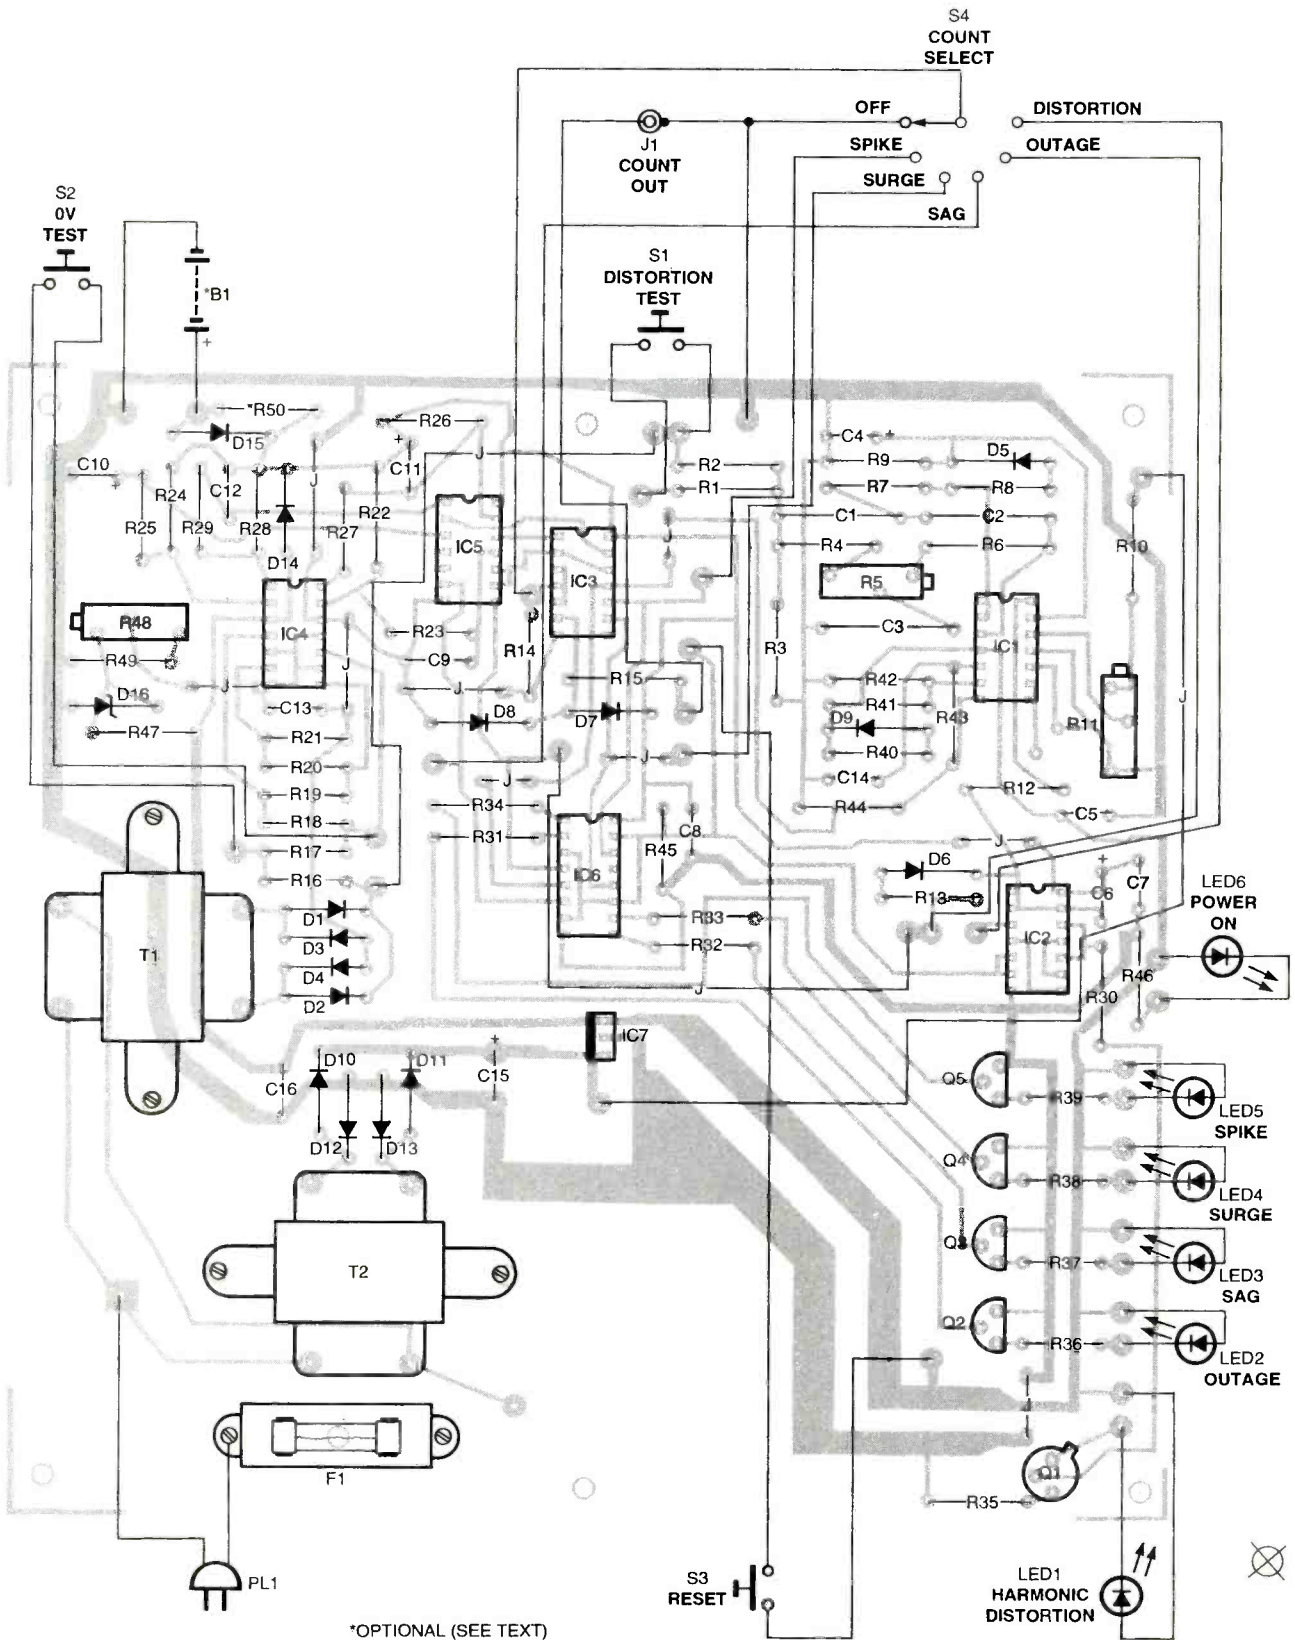 S4
COUNT
SELECT
OFF
DISTORTION
SPIKE
OUTAGE
J1
COUNT
OUT
SURGE
SAG
S2
0V
TEST
S1
DISTORTION
TEST
*B1
+
*R50
D15
R26
+
C4 +
R9
D5
C10
+
R24
C12
J
C11
J
R2
R7
R8
R1
R25
R29
R28
*R27
R22
C1
C2
IC5
J
R4
R6
R10
D14
IC3
R5
R48
IC4
R23
R14
R3
C3
IC1
R49
J
C9
J
J
R15
R42
J
D16
C13
D8
D7
R41
R43
D9
R11
R47
R21
J
R40
R20
J
C14
R12
R19
R34
R44
C5
R18
R31
C8
R45
J
R17
D6
+
C6
C7
R16
IC6
R13
LED6
POWER
ON
D1
R33
D3
R32
IC2
T1
D4
R46
D2
J
R30
IC7
+
D10
D11
C15
C16
Q5
R39
LED5
SPIKE
D12
D13
Q4
R38
LED4
SURGE
Q3
T2
R37
LED3
SAG
Q2
R36
LED2
OUTAGE
J
F1
Q1
R35
PL1
S3
RESET
LED1
HARMONIC
DISTORTION
*OPTIONAL (SEE TEXT)